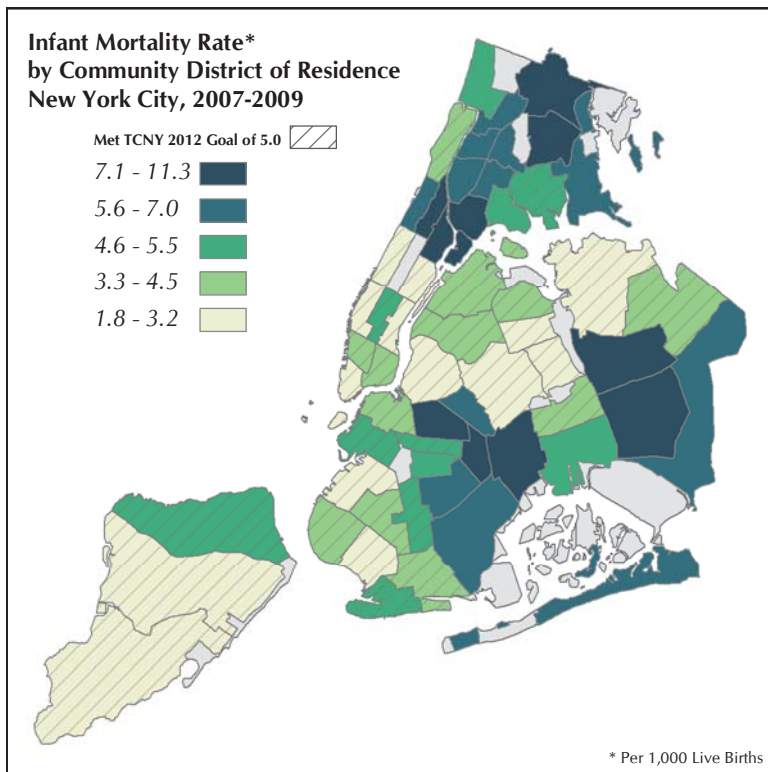 Infant Mortality Rate*
by Community District of Residence
New York City, 2007-2009
Met TCNY 2012 Goal of 5.0
7.1 - 11.3
5.6 - 7.0
4.6 - 5.5
3.3 - 4.5
1.8 - 3.2
* Per 1,000 Live Births